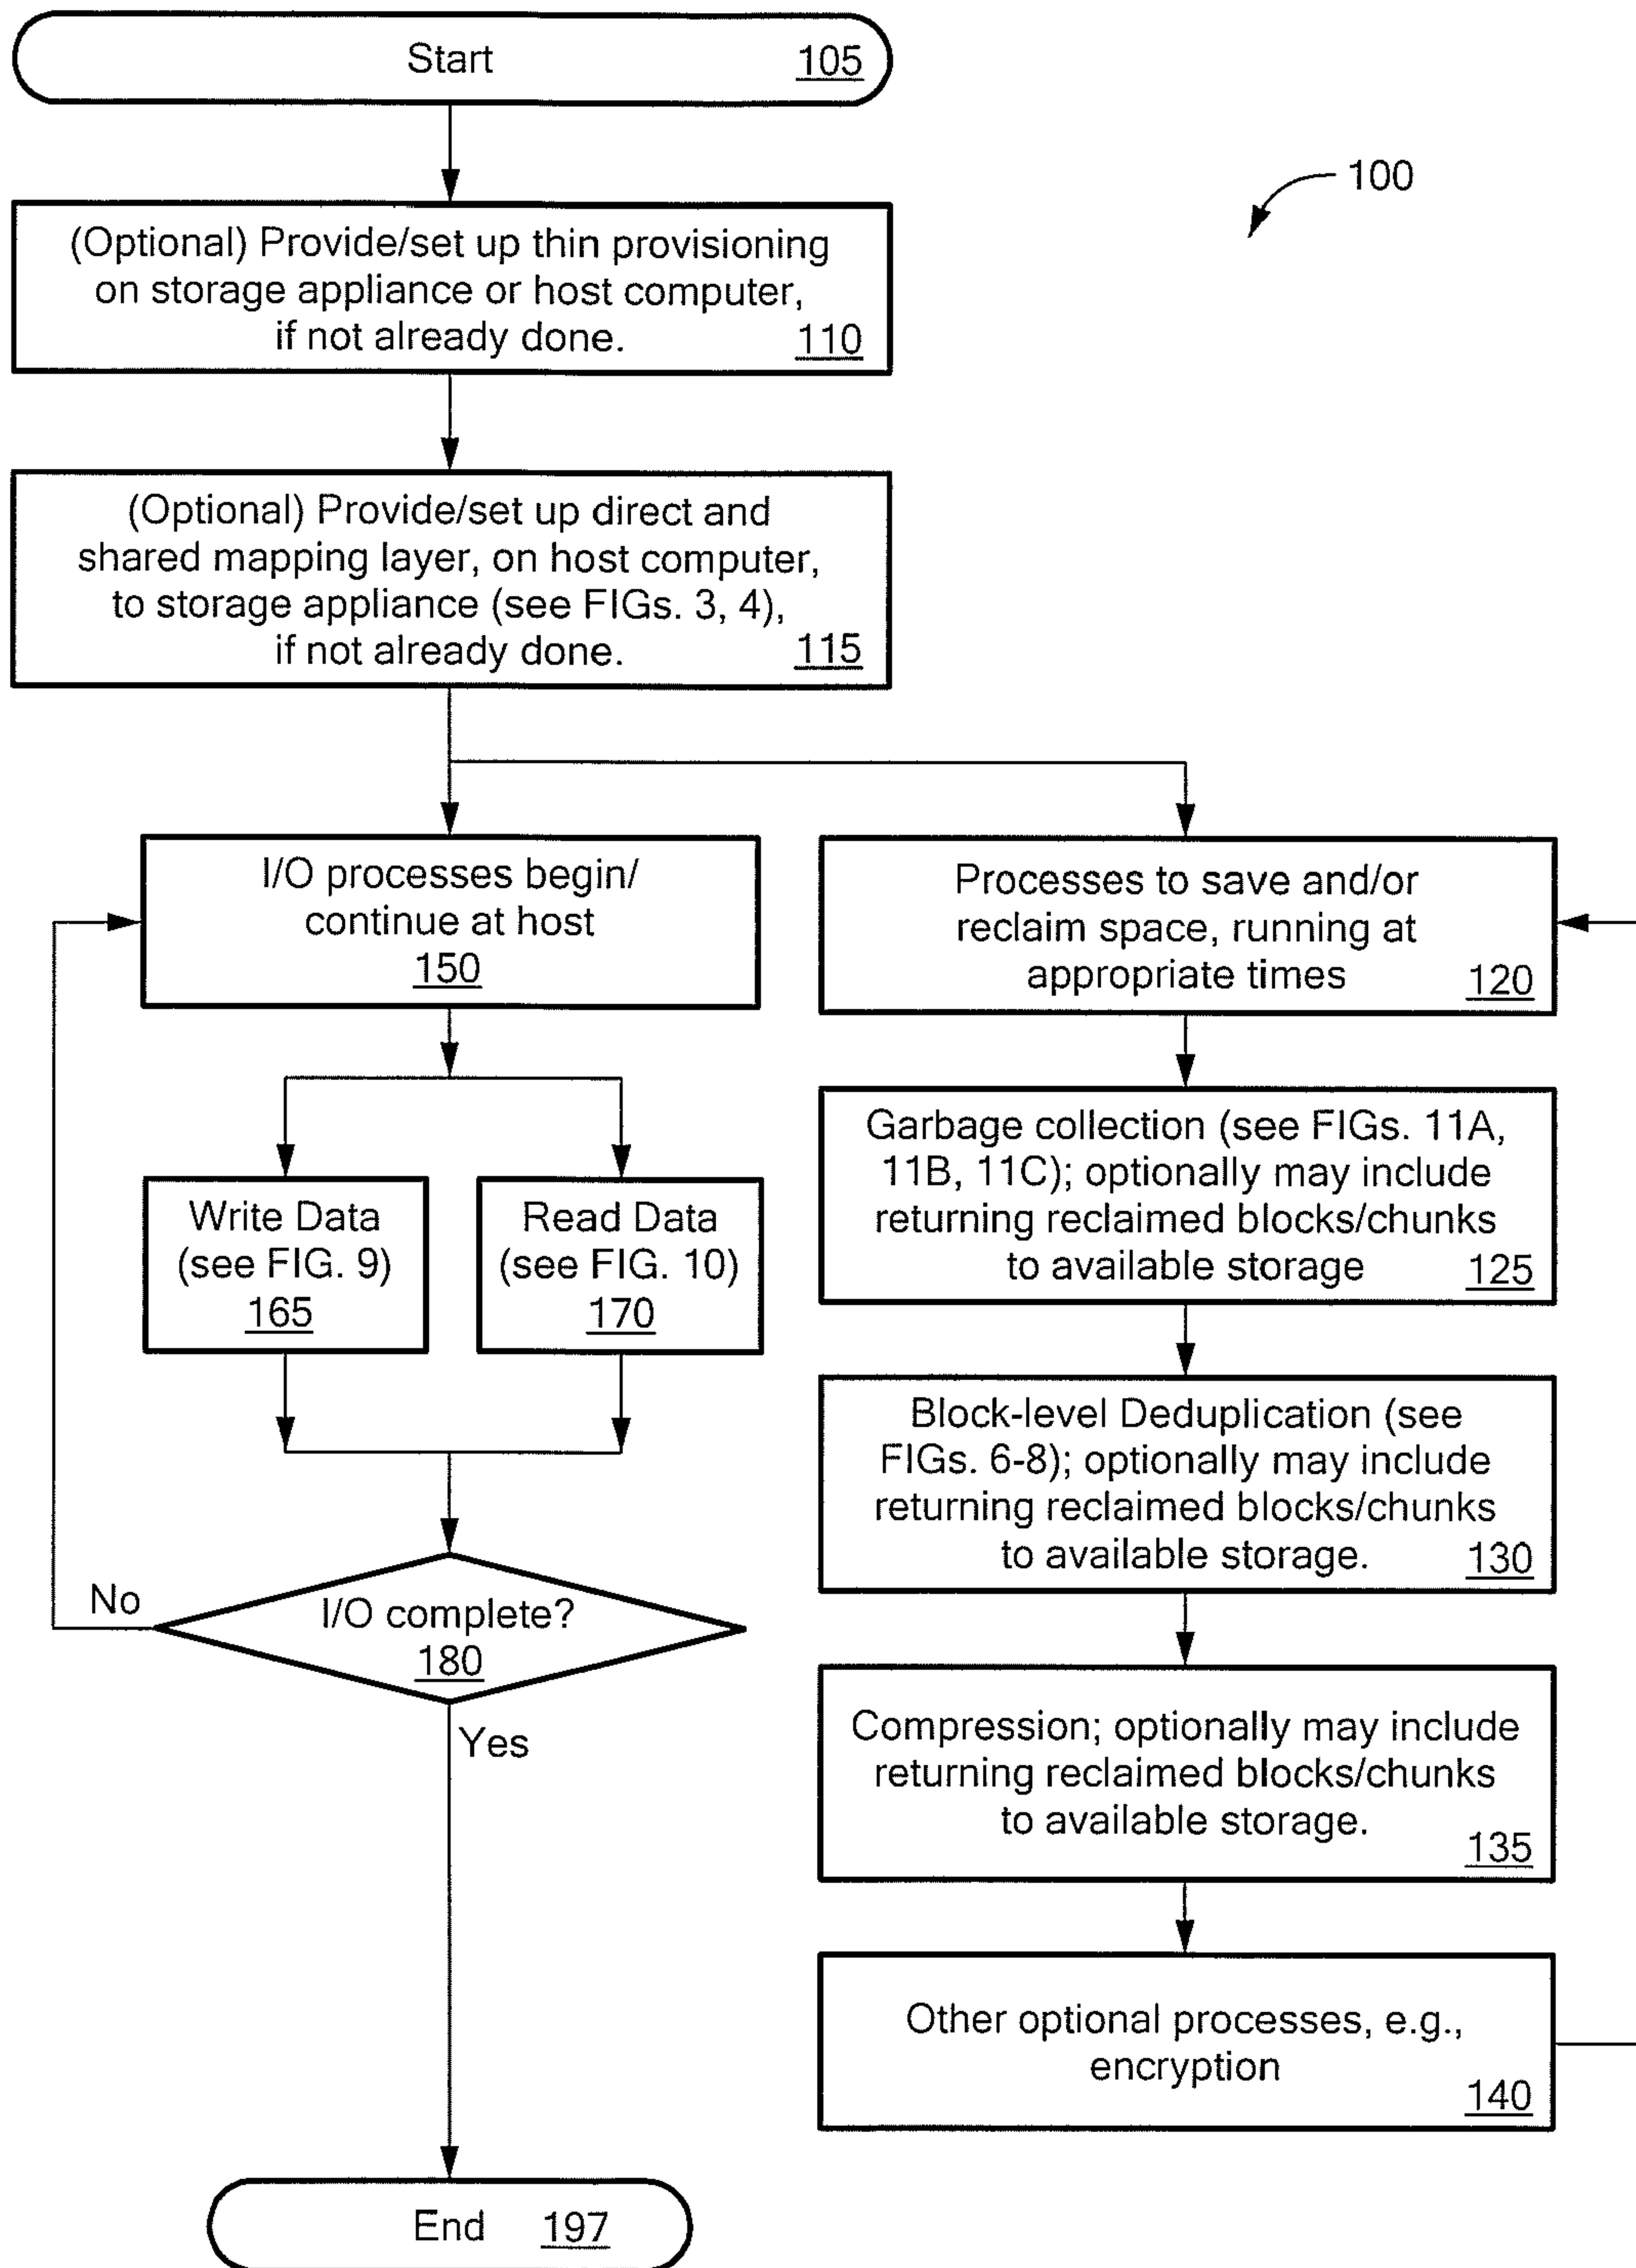 Start 105
100
(Optional) Provide/set up thin provisioning
on storage appliance or host computer,
if not already done. 110
(Optional) Provide/set up direct and
shared mapping layer, on host computer,
to storage appliance (see FIGs. 3, 4),
if not already done. 115
I/O processes begin/
continue at host
150
Write Data
(see FIG. 9)
165
Read Data
(see FIG. 10)
170
I/O complete?
180
No
Yes
End 197
Processes to save and/or
reclaim space, running at
appropriate times 120
Garbage collection (see FIGs. 11A,
11B, 11C); optionally may include
returning reclaimed blocks/chunks
to available storage 125
Block-level Deduplication (see
FIGs. 6-8); optionally may include
returning reclaimed blocks/chunks
to available storage. 130
Compression; optionally may include
returning reclaimed blocks/chunks
to available storage.
135
Other optional processes, e.g.,
encryption
140